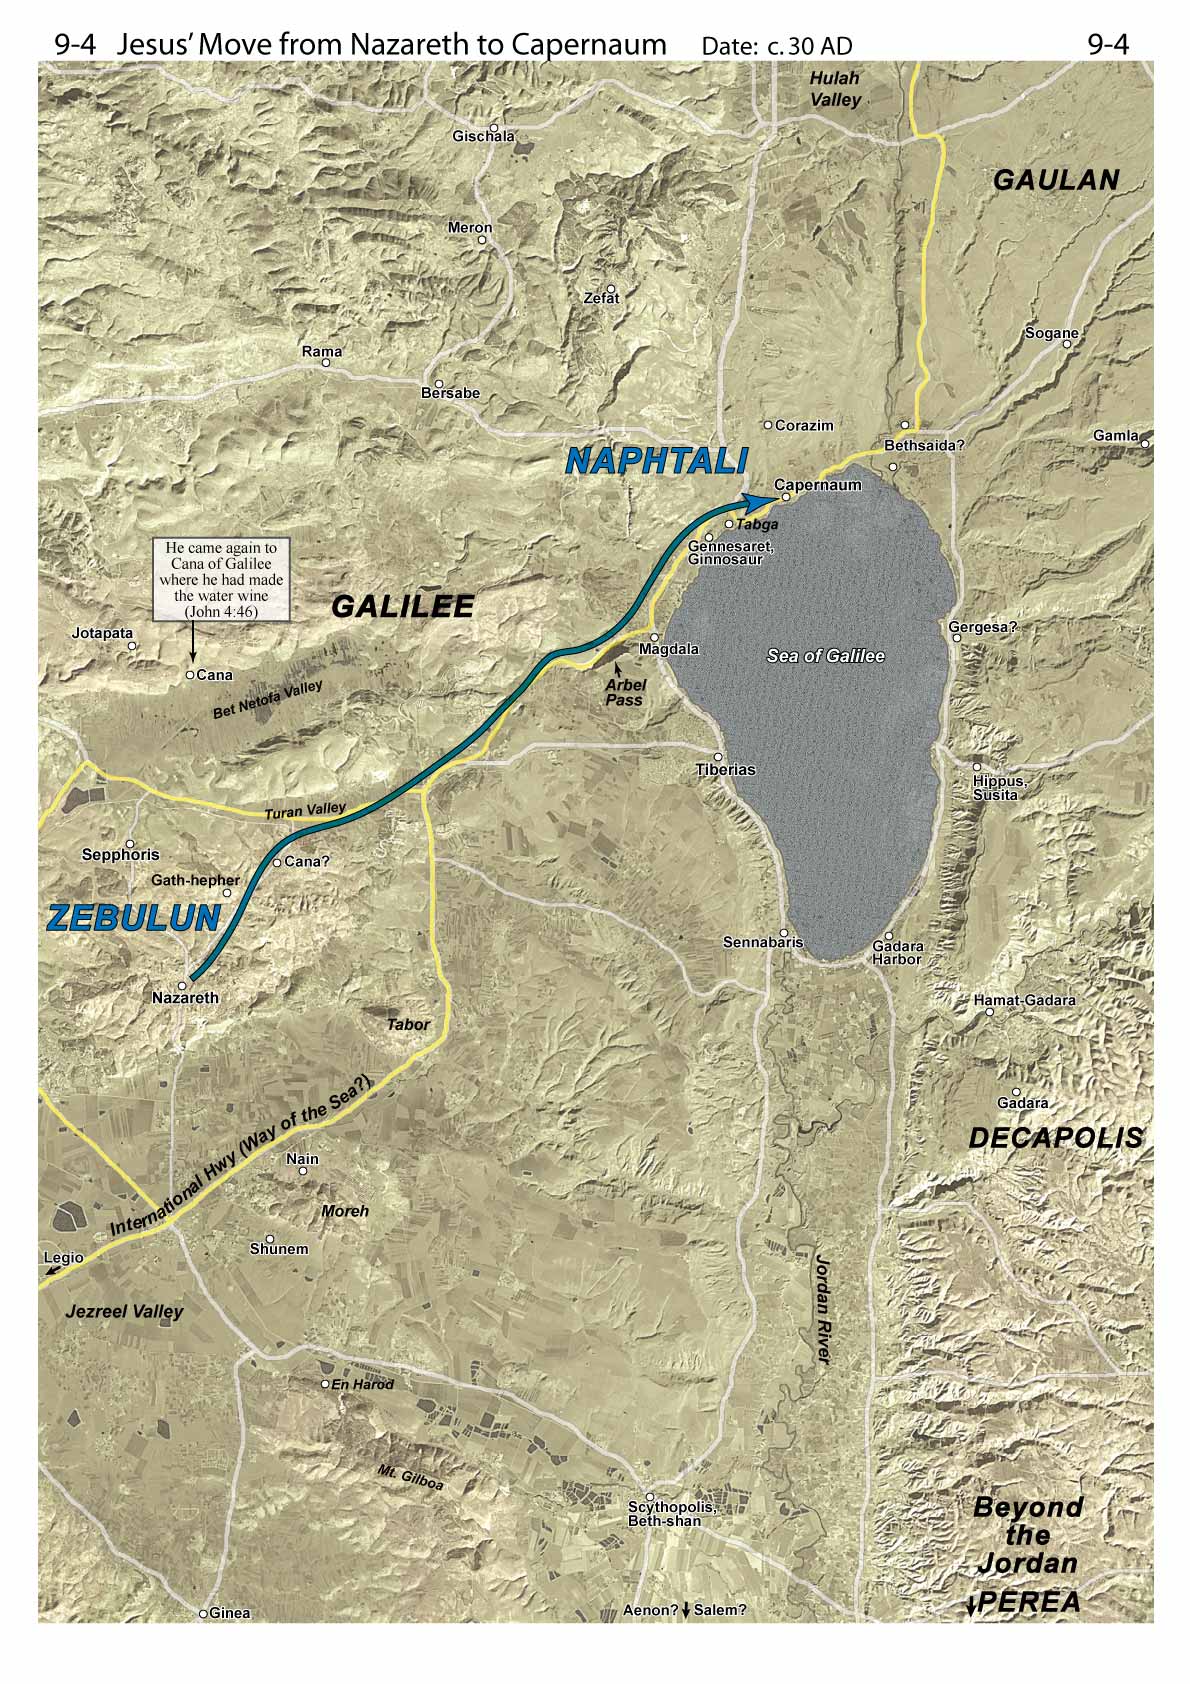 9-4 Jesus' Move from Nazareth to Capernaum Date: c. 30 AD 9-4
Hulah
Valley
Gischala
GAULAN
Meron
Zefat
Sogane
Rama
Bersabe
Corazim
Gamla
Bethsaida?
NAPHTALI
Capernaum
Tabga
Gennesaret,
Ginnosaur
He came again to
Cana of Galilee
where he had made
the water wine
(John 4:46)
GALILEE
Jotapata
Gergesa?
Magdala
Sea of Galilee
Cana
Bet Netofa Valley
Arbel
Pass
Tiberias
Hippus,
Susita
Turan Valley
Sepphoris
Cana?
Gath-hepher
ZEBULUN
Sennabaris
Gadara
Harbor
Nazareth
Hamat-Gadara
Tabor
Gadara
International Hwy (Way of the Sea?)
DECAPOLIS
Nain
Moreh
Shunem
Legio
Jordan River
Jezreel Valley
En Harod
Mt. Gilboa
Scythopolis,
Beth-shan
Beyond
the
Jordan
PEREA
Ginea
Aenon? Salem?